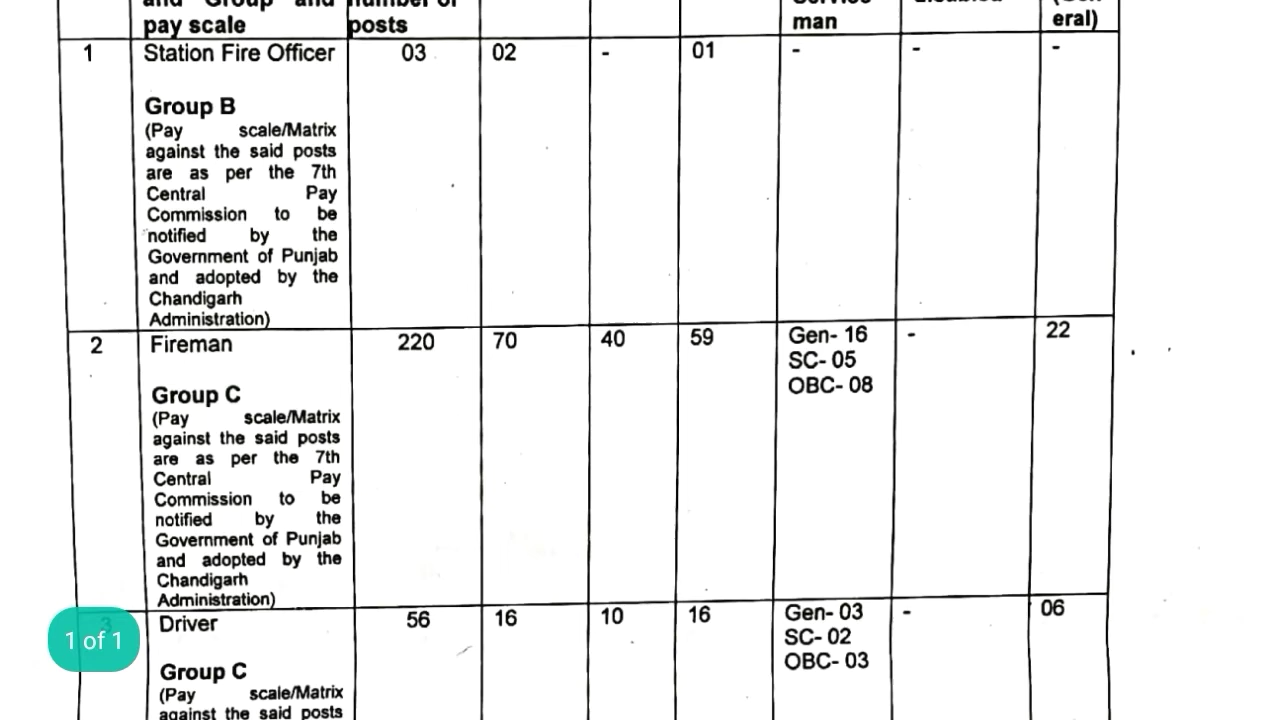 and Group and number of
pay scale posts
Service
man
disabled
(Gen
eral)
1 Station Fire Officer 03 02 - 01 - - -
Group B
(Pay scale/Matrix
against the said posts
are as per the 7th
Central Pay
Commission to be
notified by the
Government of Punjab
and adopted by the
Chandigarh
Administration)
2 Fireman 220 70 40 59 Gen- 16 - 22
SC- 05
OBC- 08
Group C
(Pay scale/Matrix
against the said posts
are as per the 7th
Central Pay
Commission to be
notified by the
Government of Punjab
and adopted by the
Chandigarh
Administration)
3 Driver 56 16 10 16 Gen- 03 - 06
SC- 02
OBC- 03
1 of 1
Group C
(Pay scale/Matrix
against the said posts